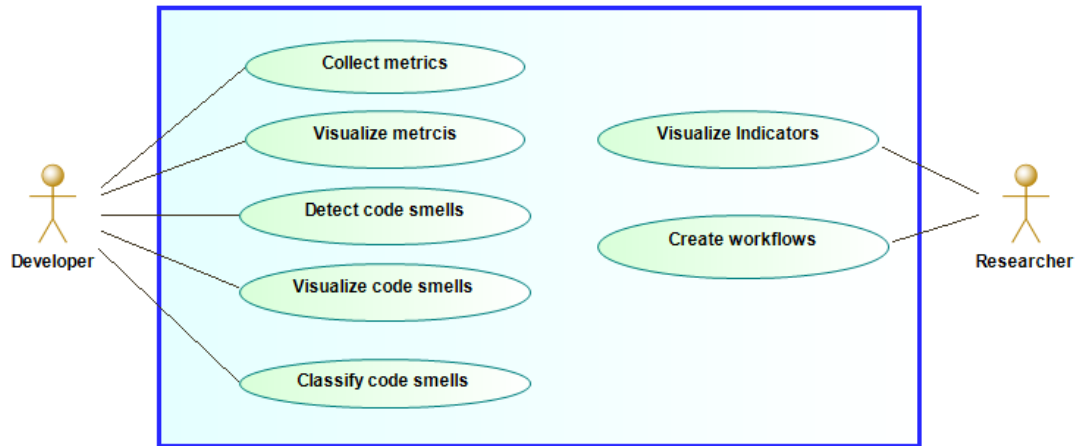 Collect metrics
Visualize metrcis
Detect code smells
Visualize code smells
Classify code smells
Visualize Indicators
Create workflows
Developer
Researcher